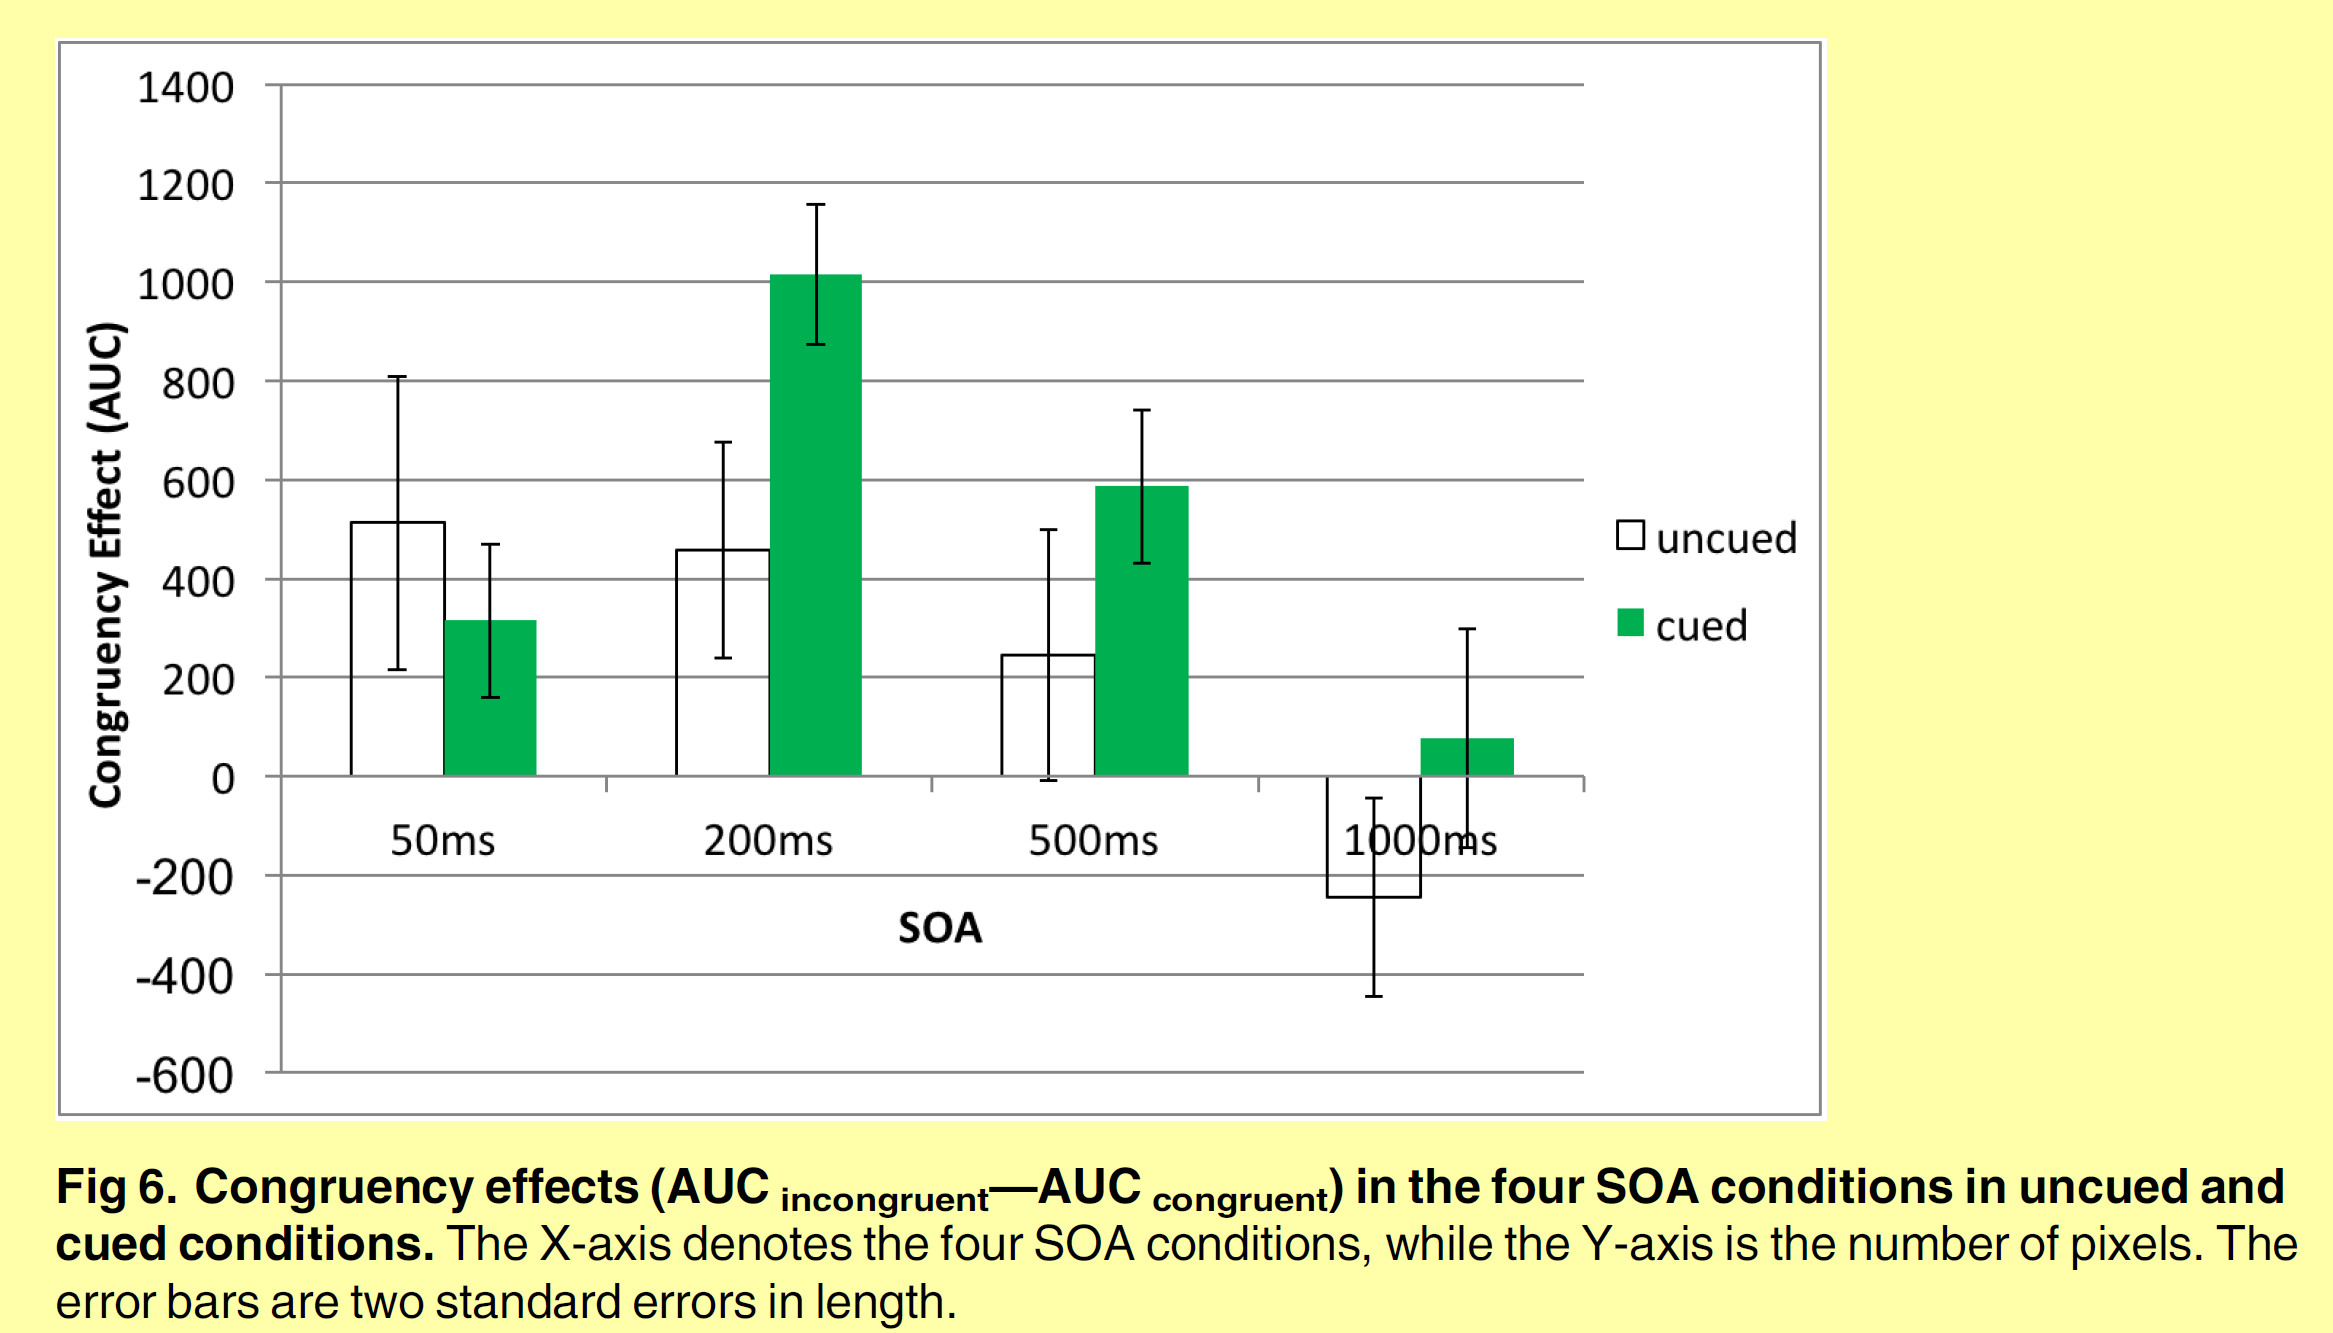 1400
1200
1000
800
600
400
200
0
-200
-400
-600
Congruency Effect (AUC)
50ms 200ms 500ms 1000ms
SOA
uncued
cued
Fig 6. Congruency effects (AUC incongruent—AUC congruent) in the four SOA conditions in uncued and
cued conditions. The X-axis denotes the four SOA conditions, while the Y-axis is the number of pixels. The
error bars are two standard errors in length.